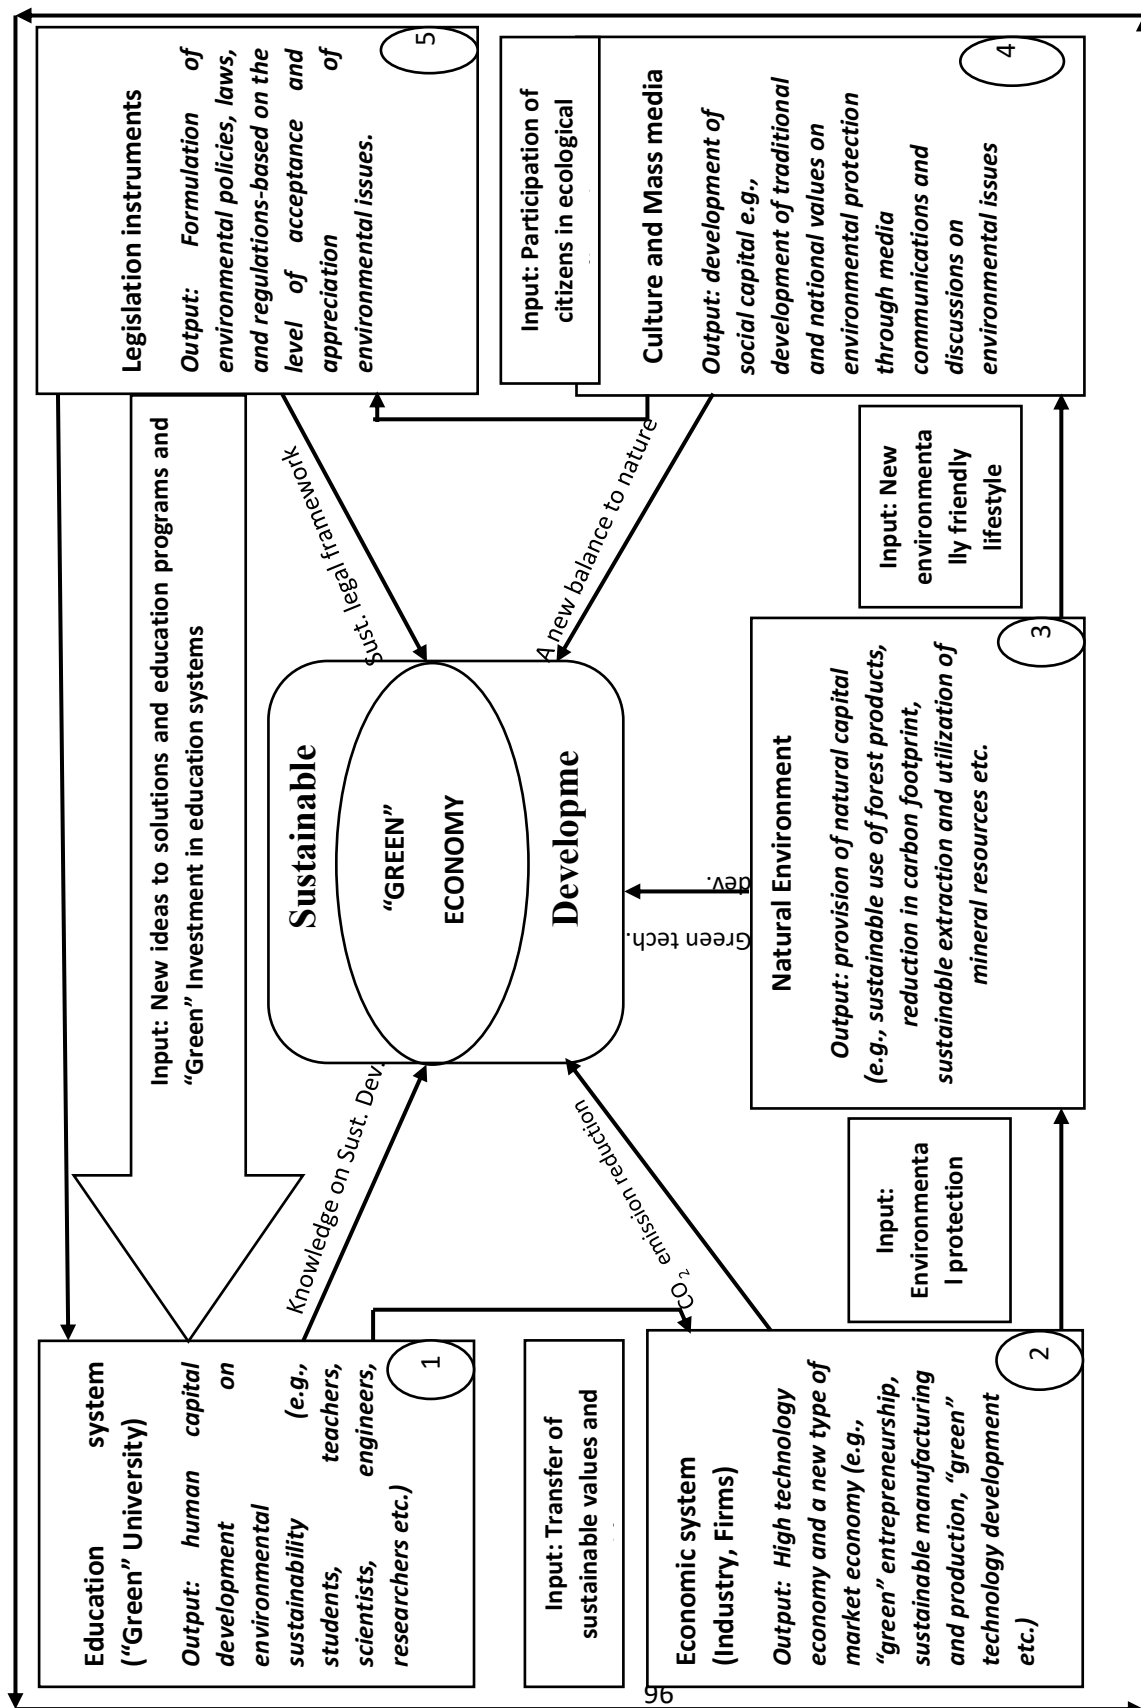 Education system
(“Green” University)
Output: human capital
development on
environmental
sustainability (e.g.,
students, teachers,
scientists, engineers,
researchers etc.)
1
Input: New ideas to solutions and education programs and
“Green” Investment in education systems
Legislation instruments
Output: Formulation of
environmental policies, laws,
and regulations-based on the
level of acceptance and
appreciation of
environmental issues.
5
Knowledge on Sust. Dev.
Sust. legal framework
Sustainable
“GREEN”
ECONOMY
Developme
Input: Transfer of
sustainable values and
Input: Participation of
citizens in ecological
CO₂ emission reduction
A new balance to nature
Green tech.
dev.
Economic system
(Industry, Firms)
Output: High technology
economy and a new type of
market economy (e.g.,
“green” entrepreneurship,
sustainable manufacturing
and production, “green”
technology development
etc.)
2
Input:
Environmenta
l protection
Natural Environment
Output: provision of natural capital
(e.g., sustainable use of forest products,
reduction in carbon footprint,
sustainable extraction and utilization of
mineral resources etc.
3
Input: New
environmenta
lly friendly
lifestyle
Culture and Mass media
Output: development of
social capital e.g.,
development of traditional
and national values on
environmental protection
through media
communications and
discussions on
environmental issues
4
96